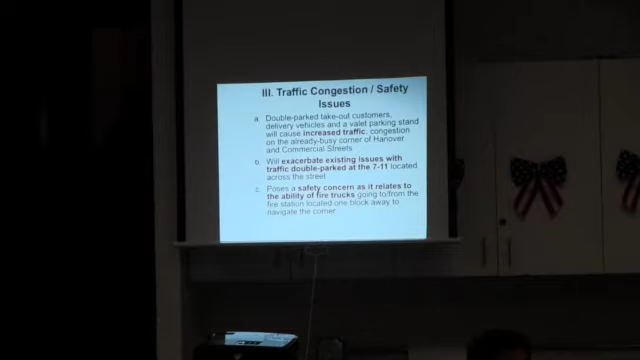 III. Traffic Congestion / Safety
Issues
a. Double-parked take-out customers,
delivery vehicles and a valet parking stand
will cause increased traffic, congestion
on the already-busy corner of Hanover
and Commercial Streets
b. Will exacerbate existing issues with
traffic double-parked at the 7-11 located
across the street
c. Poses a safety concern as it relates to
the ability of fire trucks going to/from the
fire station located one block away to
navigate the corner